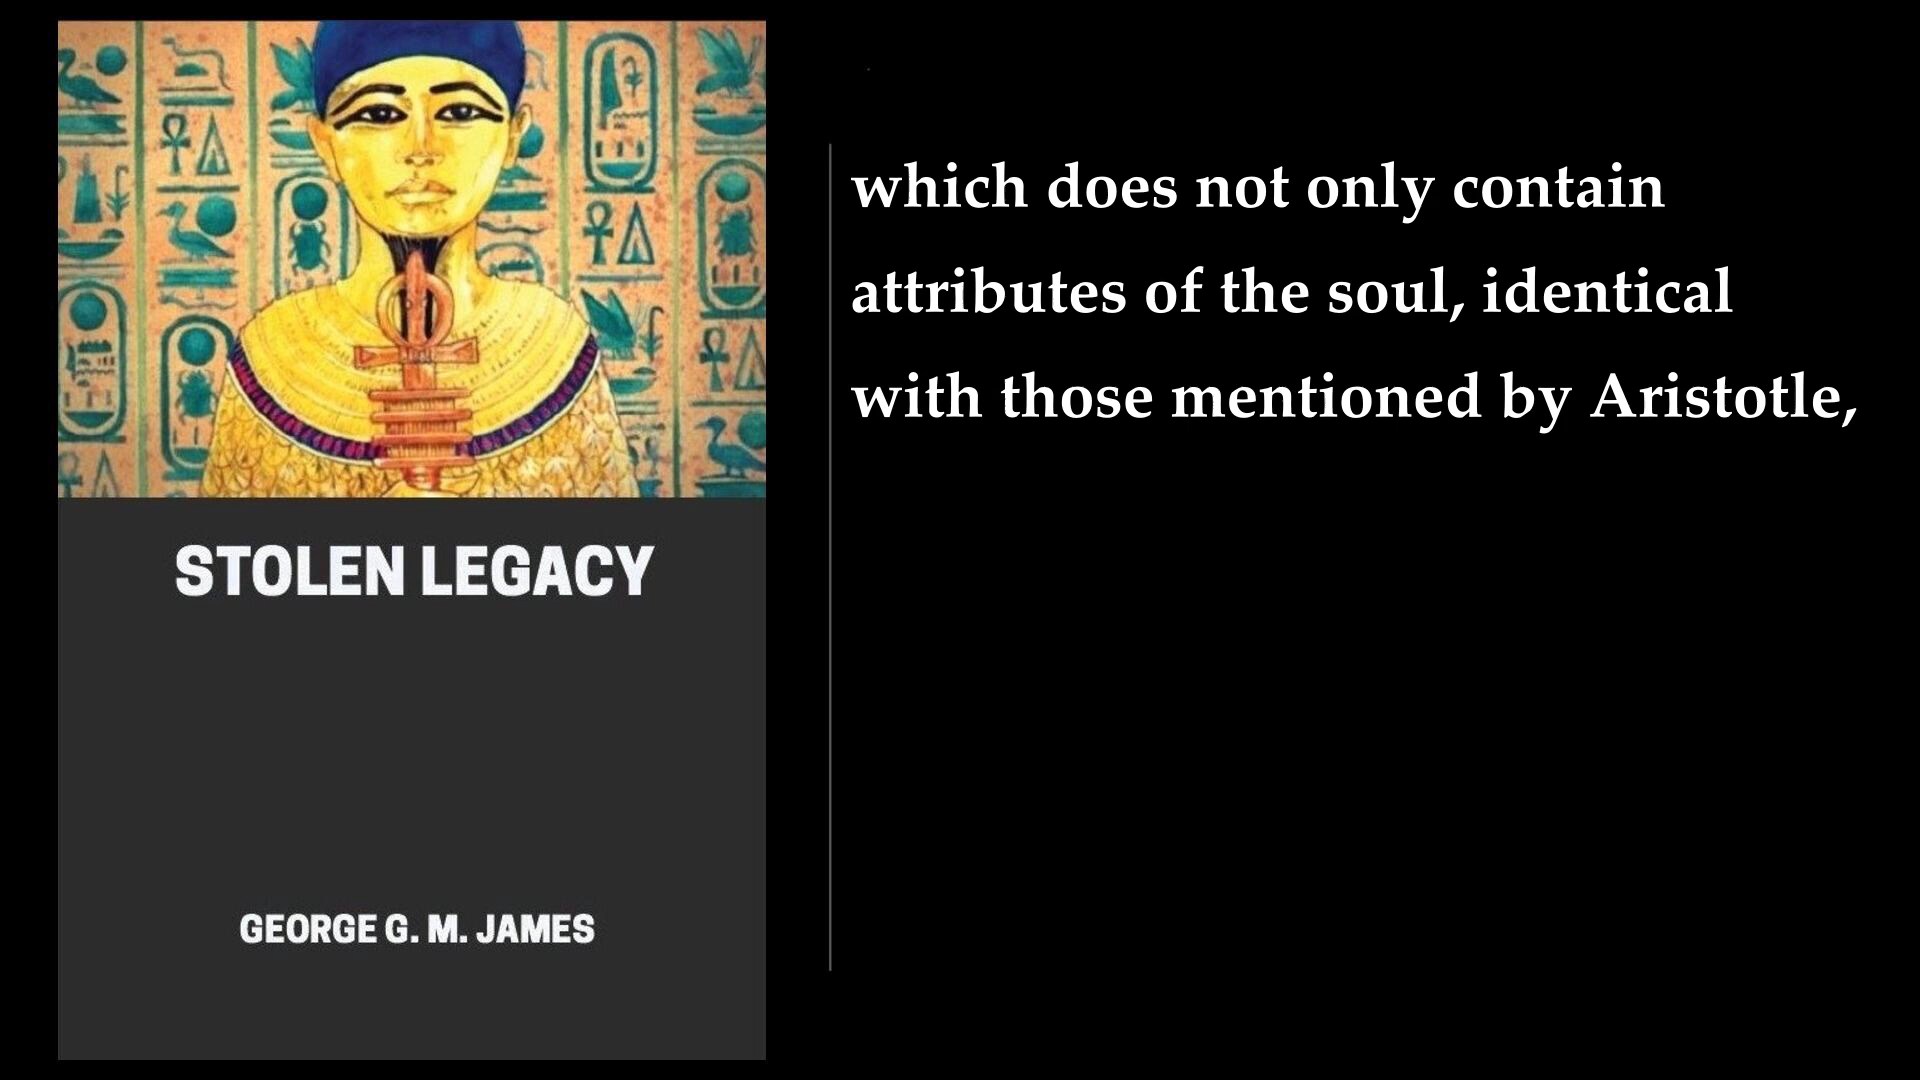 STOLEN LEGACY
GEORGE G. M. JAMES
which does not only contain
attributes of the soul, identical
with those mentioned by Aristotle,